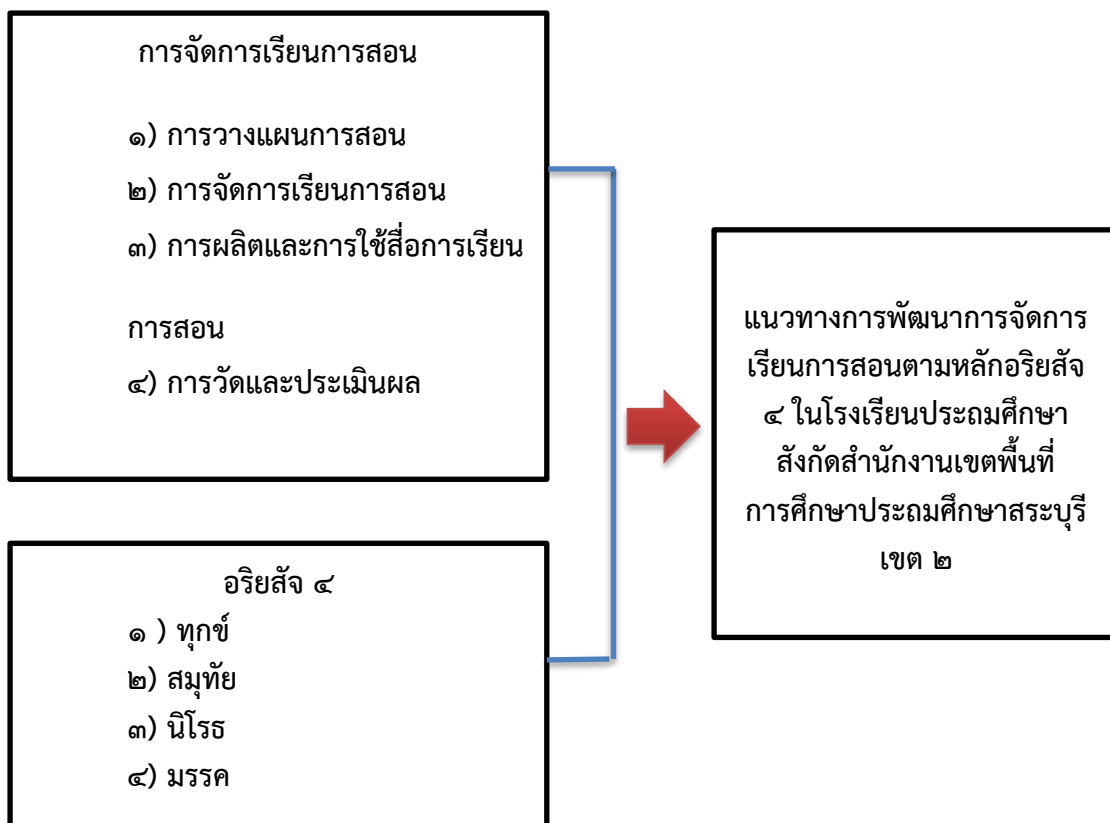 การจัดการเรียนการสอน
๑) การวางแผนการสอน
๒) การจัดการเรียนการสอน
๓) การผลิตและการใช้สื่อการเรียน
การสอน
๔) การวัดและประเมินผล
อริยสัจ ๔
๑ ) ทุกข์
๒) สมุทัย
๓) นิโรธ
๔) มรรค
แนวทางการพัฒนาการจัดการ
เรียนการสอนตามหลักอริยสัจ
๔ ในโรงเรียนประถมศึกษา
สังกัดสำนักงานเขตพื้นที่
การศึกษาประถมศึกษาสระบุรี
เขต ๒